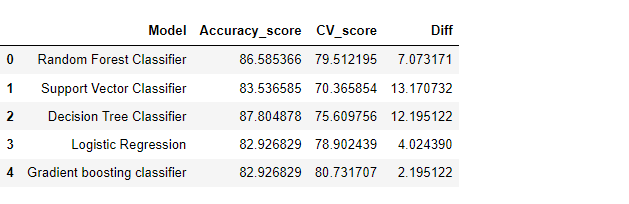 Model Accuracy_score CV_score Diff
0 Random Forest Classifier 86.585366 79.512195 7.073171
1 Support Vector Classifier 83.536585 70.365854 13.170732
2 Decision Tree Classifier 87.804878 75.609756 12.195122
3 Logistic Regression 82.926829 78.902439 4.024390
4 Gradient boosting classifier 82.926829 80.731707 2.195122